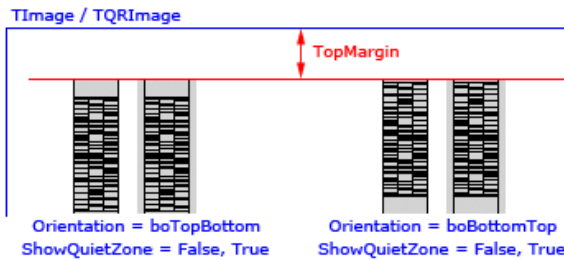 TImage / TQRImage
TopMargin
Orientation = boTopBottom
ShowQuietZone = False, True
Orientation = boBottomTop
ShowQuietZone = False, True